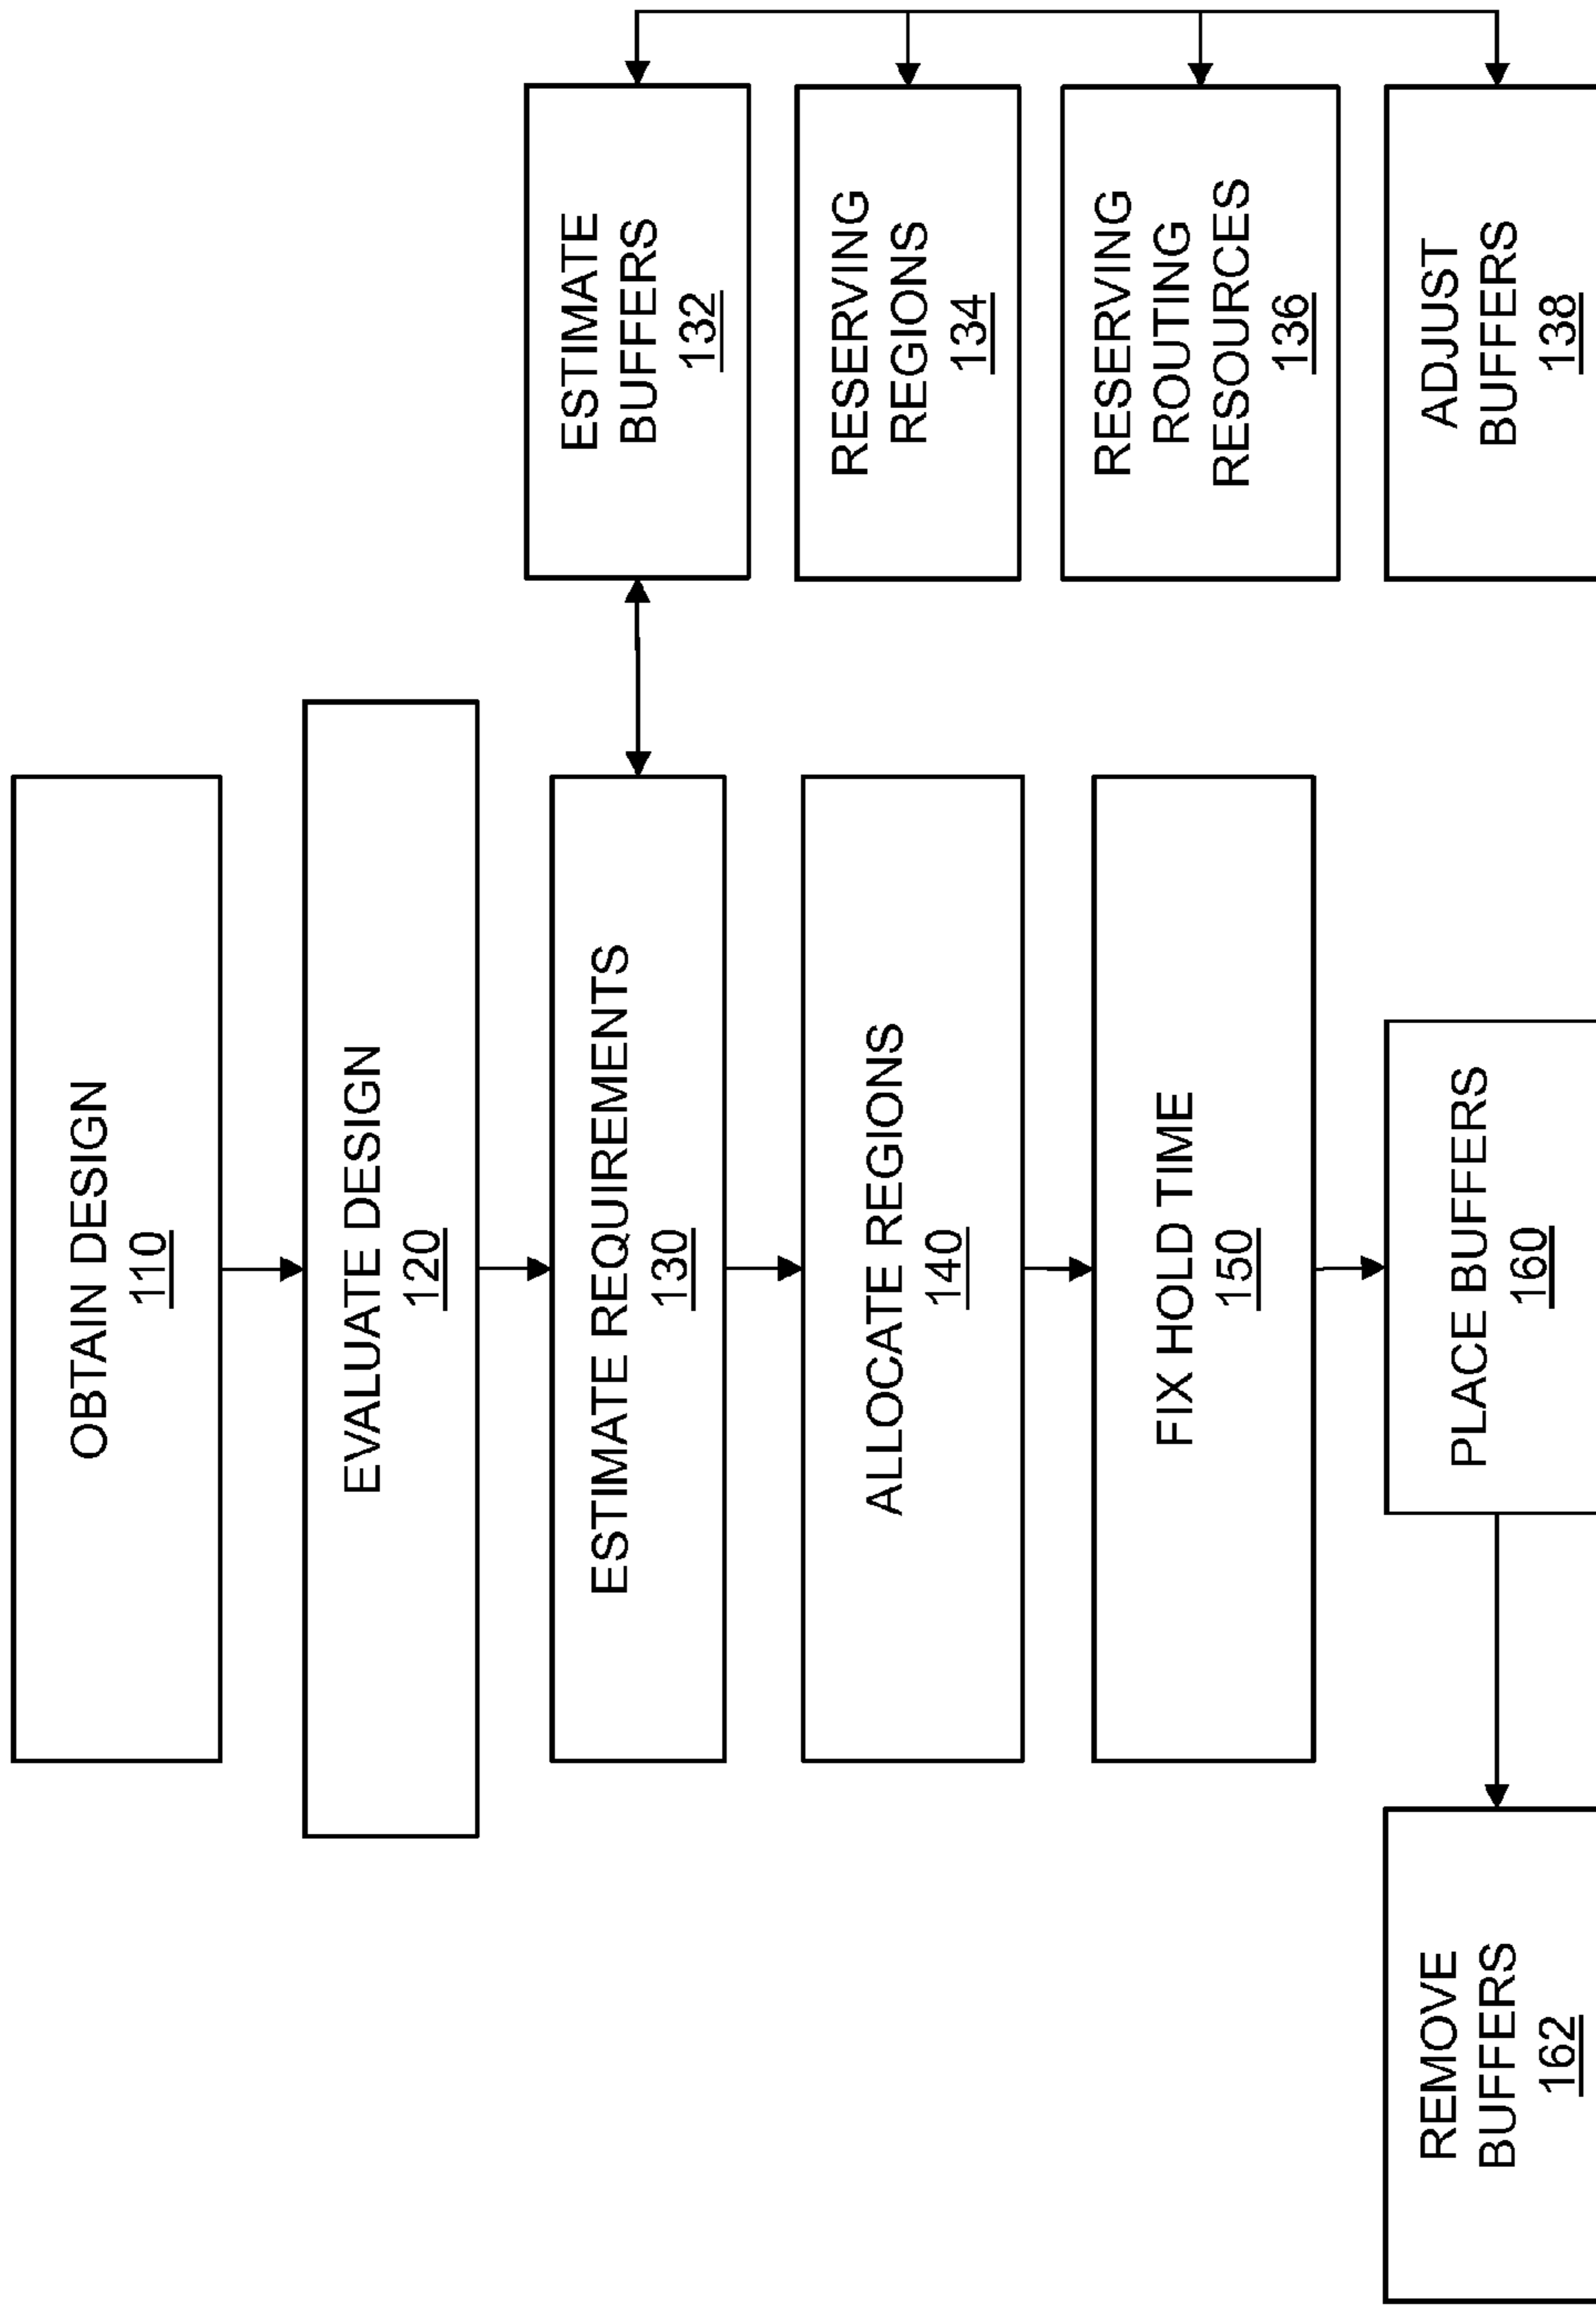 OBTAIN DESIGN
110
EVALUATE DESIGN
120
ESTIMATE REQUIREMENTS
130
ALLOCATE REGIONS
140
FIX HOLD TIME
150
PLACE BUFFERS
160
REMOVE
BUFFERS
162
ESTIMATE
BUFFERS
132
RESERVING
REGIONS
134
RESERVING
ROUTING
RESOURCES
136
ADJUST
BUFFERS
138